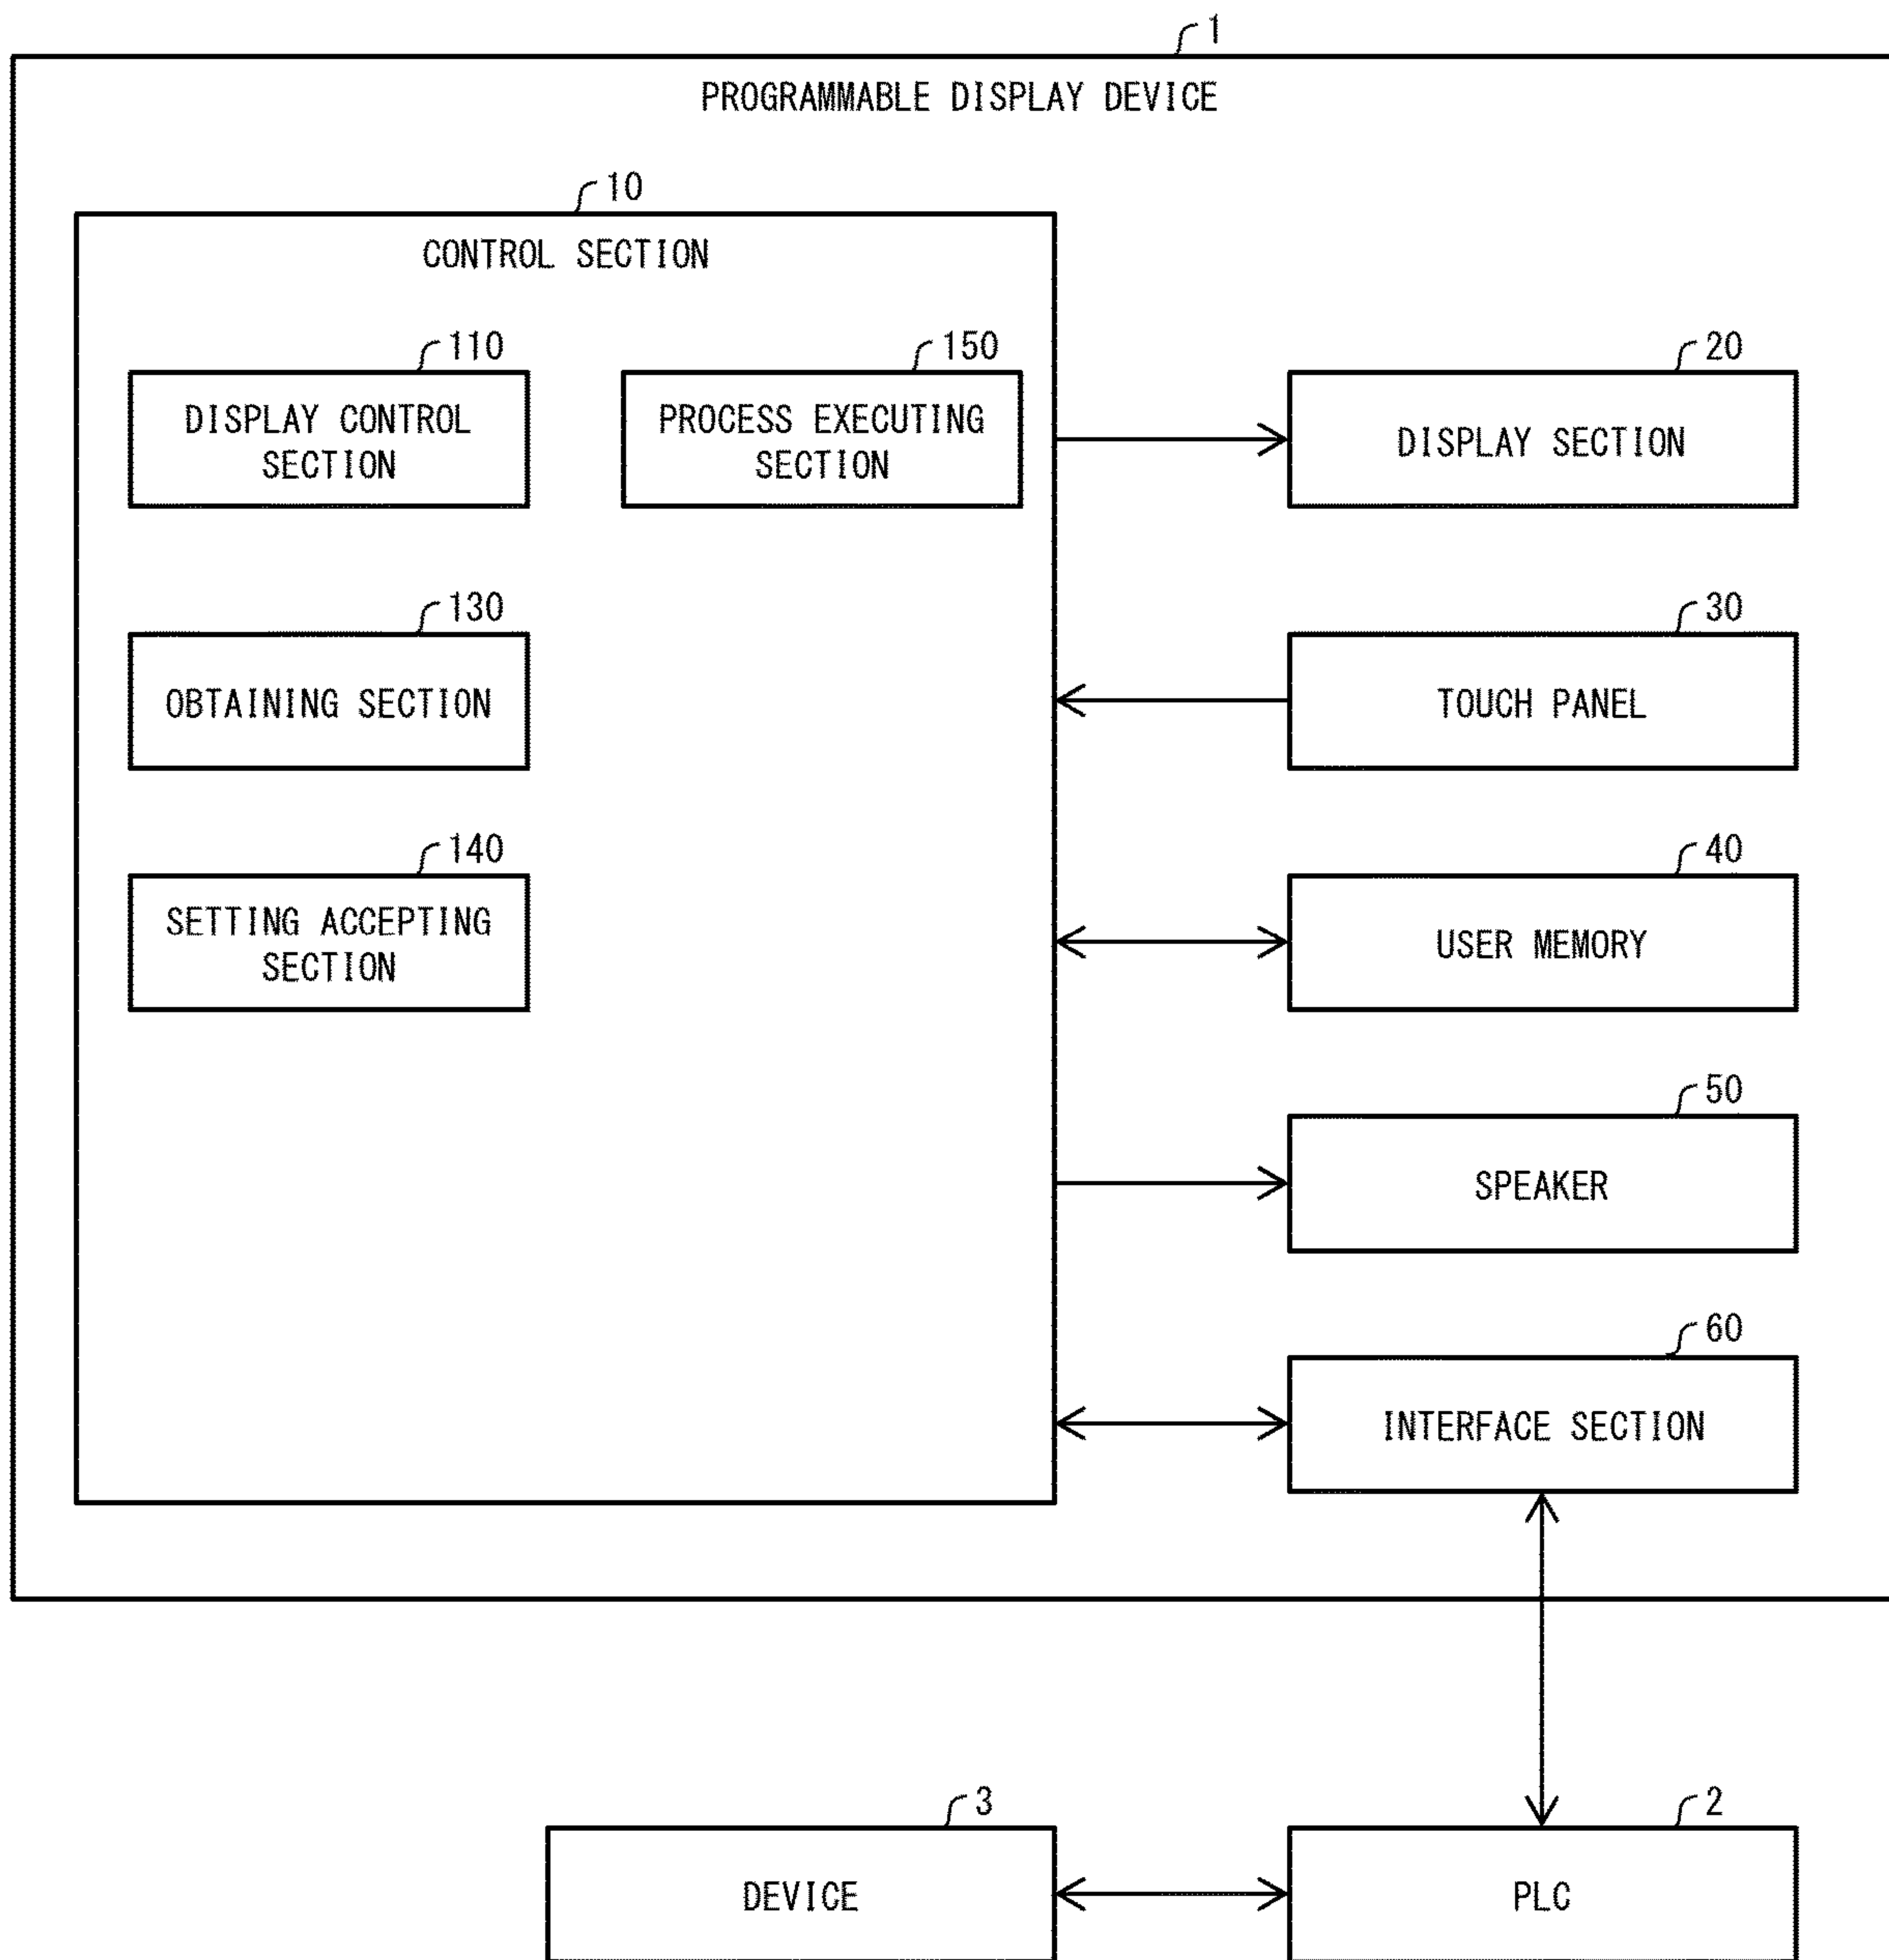 1
PROGRAMMABLE DISPLAY DEVICE
10
CONTROL SECTION
110
DISPLAY CONTROL
SECTION
150
PROCESS EXECUTING
SECTION
20
DISPLAY SECTION
130
OBTAINING SECTION
30
TOUCH PANEL
140
SETTING ACCEPTING
SECTION
40
USER MEMORY
50
SPEAKER
60
INTERFACE SECTION
3
DEVICE
2
PLC